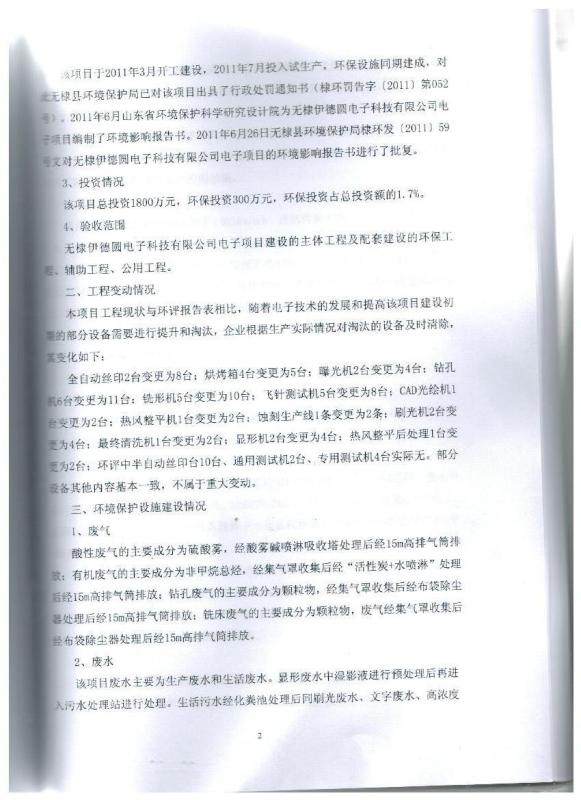 该项目于2011年3月开工建设，2011年7月投入试生产，环保设施同期建成，对
此无棣县环境保护局已对该项目出具了行政处罚通知书（棣环罚告字〔2011〕第052
号）。2011年6月山东省环境保护科学研究设计院为无棣伊德圆电子科技有限公司电
子项目编制了环境影响报告书。2011年6月26日无棣县环境保护局棣环发〔2011〕59
号文对无棣伊德圆电子科技有限公司电子项目的环境影响报告书进行了批复。
3、投资情况
该项目总投资1800万元，环保投资300万元，环保投资占总投资额的1.7%。
4、验收范围
无棣伊德圆电子科技有限公司电子项目建设的主体工程及配套建设的环保工
程、辅助工程、公用工程。
二、工程变动情况
本项目工程现状与环评报告表相比，随着电子技术的发展和提高该项目建设初
期的部分设备需要进行提升和淘汰，企业根据生产实际情况对淘汰的设备及时清除，
其变化如下：
全自动丝印2台变更为8台；烘烤箱4台变更为5台；曝光机2台变更为4台；钻孔
机6台变更为11台；铣形机5台变更为10台；飞针测试机5台变更为8台；CAD光绘机1
台变更为2台；热风整平机1台变更为2台；蚀刻生产线1条变更为2条；刷光机2台变
更为4台；最终清洗机1台变更为2台；显形机2台变更为4台；热风整平后处理1台变
更为2台；环评中半自动丝印台10台、通用测试机2台、专用测试机4台实际无。部分
设备其他内容基本一致，不属于重大变动。
三、环境保护设施建设情况
1、废气
酸性废气的主要成分为硫酸雾，经酸雾碱喷淋吸收塔处理后经15m高排气筒排
放；有机废气的主要成分为非甲烷总烃，经集气罩收集后经“活性炭+水喷淋”处理
后经15m高排气筒排放；钻孔废气的主要成分为颗粒物，经集气罩收集后经布袋除尘
器处理后经15m高排气筒排放；铣床废气的主要成分为颗粒物，废气经集气罩收集后
经布袋除尘器处理后经15m高排气筒排放。
2、废水
该项目废水主要为生产废水和生活废水。显形废水中湿影液进行预处理后再进
入污水处理站进行处理。生活污水经化粪池处理后同刷光废水、文字废水、高浓度
2